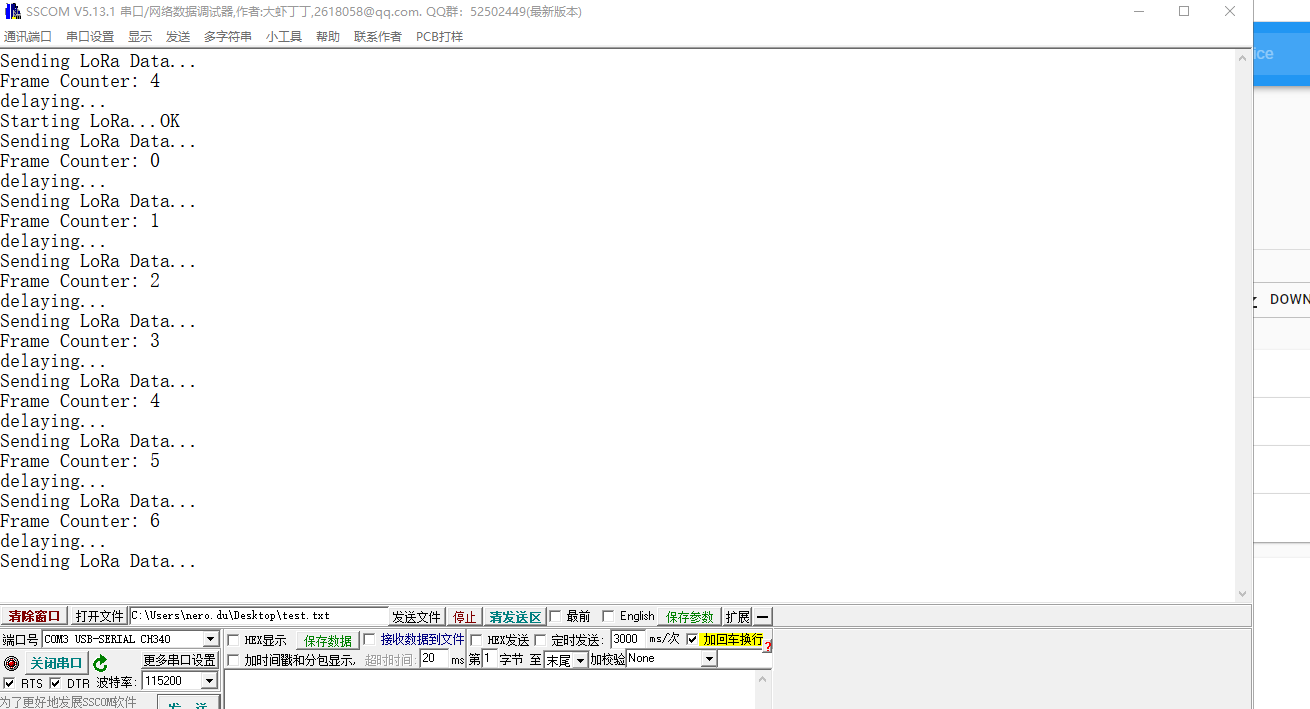 SSCOM V5.13.1 串口/网络数据调试器,作者:大虾丁丁,2618058@qq.com. QQ群: 52502449(最新版本)
通讯端口 串口设置 显示 发送 多字符串 小工具 帮助 联系作者 PCB打样
ice
Sending LoRa Data...
Frame Counter: 4
delaying...
Starting LoRa...OK
Sending LoRa Data...
Frame Counter: 0
delaying...
Sending LoRa Data...
Frame Counter: 1
delaying...
Sending LoRa Data...
Frame Counter: 2
delaying...
Sending LoRa Data...
Frame Counter: 3
delaying...
Sending LoRa Data...
Frame Counter: 4
delaying...
Sending LoRa Data...
Frame Counter: 5
delaying...
Sending LoRa Data...
Frame Counter: 6
delaying...
Sending LoRa Data...
DOWN
清除窗口 打开文件 C:\Users\nero.du\Desktop\test.txt 发送文件 停止 清发送区 最前 English 保存参数 扩展
端口号 COM3 USB-SERIAL CH340 HEX显示 保存数据 接收数据到文件 HEX发送 定时发送: 3000 ms/次 加回车换行
关闭串口 更多串口设置 加时间戳和分包显示, 超时时间: 20 ms 第 1 字节 至 末尾 加校验 None
RTS DTR 波特率: 115200
为了更好地发展SSCOM软件
发 送